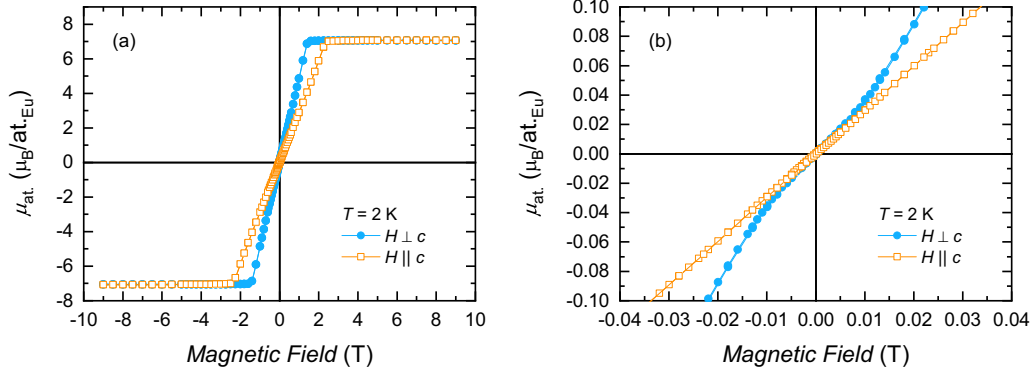 (a)
8
6
4
2
0
-2
-4
-6
-8
μat. (μB/at.Eu)
T = 2 K
H ⊥ c
H || c
-10 -8 -6 -4 -2 0 2 4 6 8 10
Magnetic Field (T)
(b)
0.10
0.08
0.06
0.04
0.02
0.00
-0.02
-0.04
-0.06
-0.08
-0.10
μat. (μB/at.Eu)
T = 2 K
H ⊥ c
H || c
-0.04 -0.03 -0.02 -0.01 0.00 0.01 0.02 0.03 0.04
Magnetic Field (T)